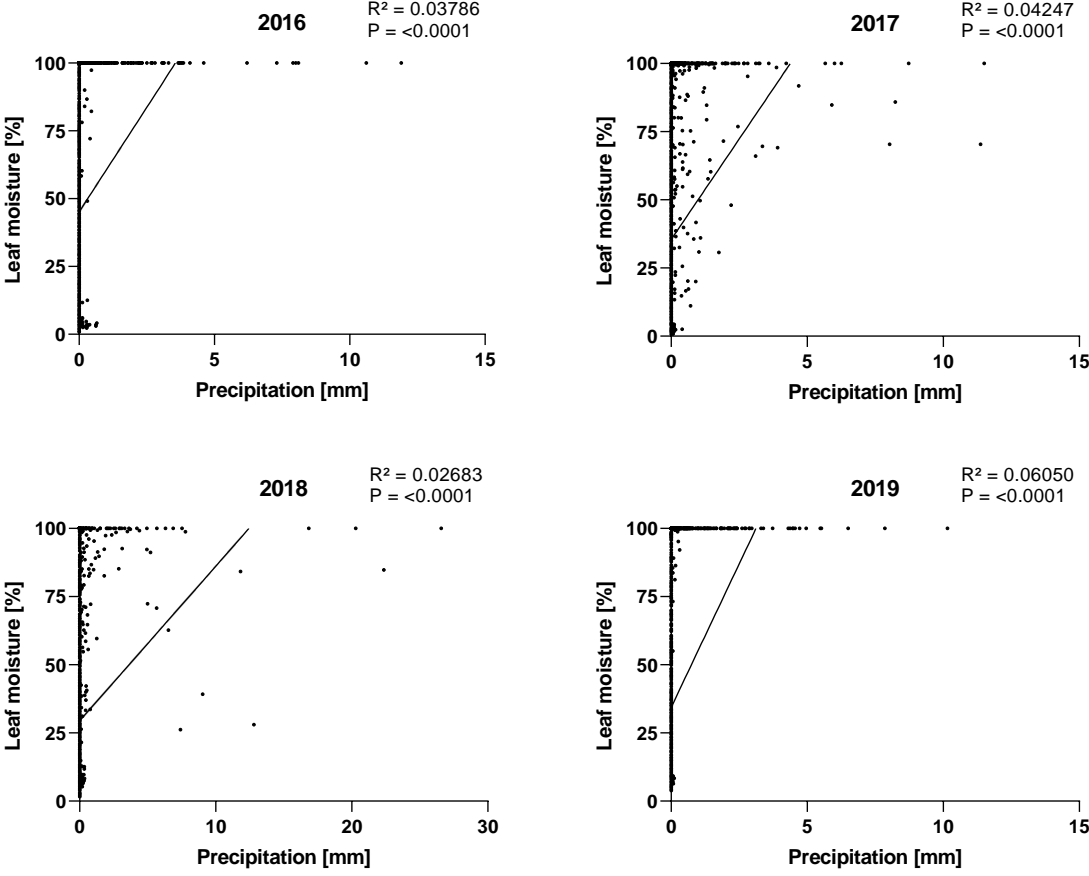 2016
R² = 0.03786
P = <0.0001
100
75
50
25
0
Leaf moisture [%]
0 5 10 15
Precipitation [mm]
2017
R² = 0.04247
P = <0.0001
100
75
50
25
0
Leaf moisture [%]
0 5 10 15
Precipitation [mm]
2018
R² = 0.02683
P = <0.0001
100
75
50
25
0
Leaf moisture [%]
0 10 20 30
Precipitation [mm]
2019
R² = 0.06050
P = <0.0001
100
75
50
25
0
Leaf moisture [%]
0 5 10 15
Precipitation [mm]